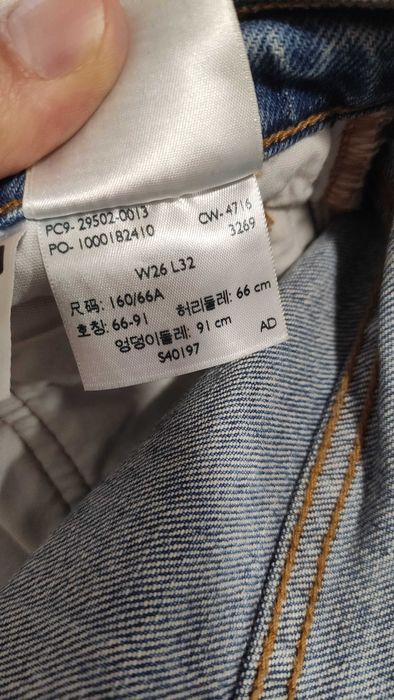 PC9- 29502-0013 CW- 4716
PO- 1000182410 3269
W26 L32
尺码: 160/66A 허리둘레: 66 cm
호칭: 66-91 엉덩이둘레: 91 cm
S40197 AD